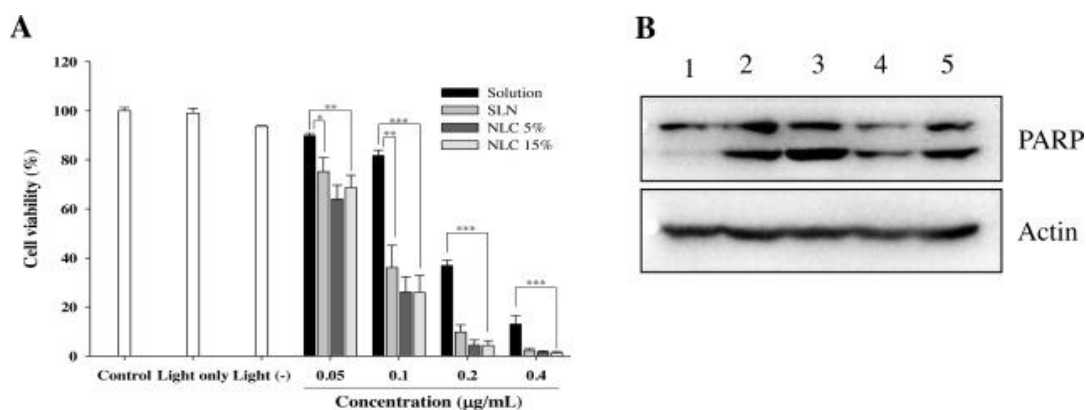 A
120
100
80
60
40
20
0
Cell viability (%)
Solution
SLN
NLC 5%
NLC 15%
**
*
***
**
***
***
Control Light only Light (-) 0.05 0.1 0.2 0.4
Concentration (µg/mL)
B
1 2 3 4 5
PARP
Actin